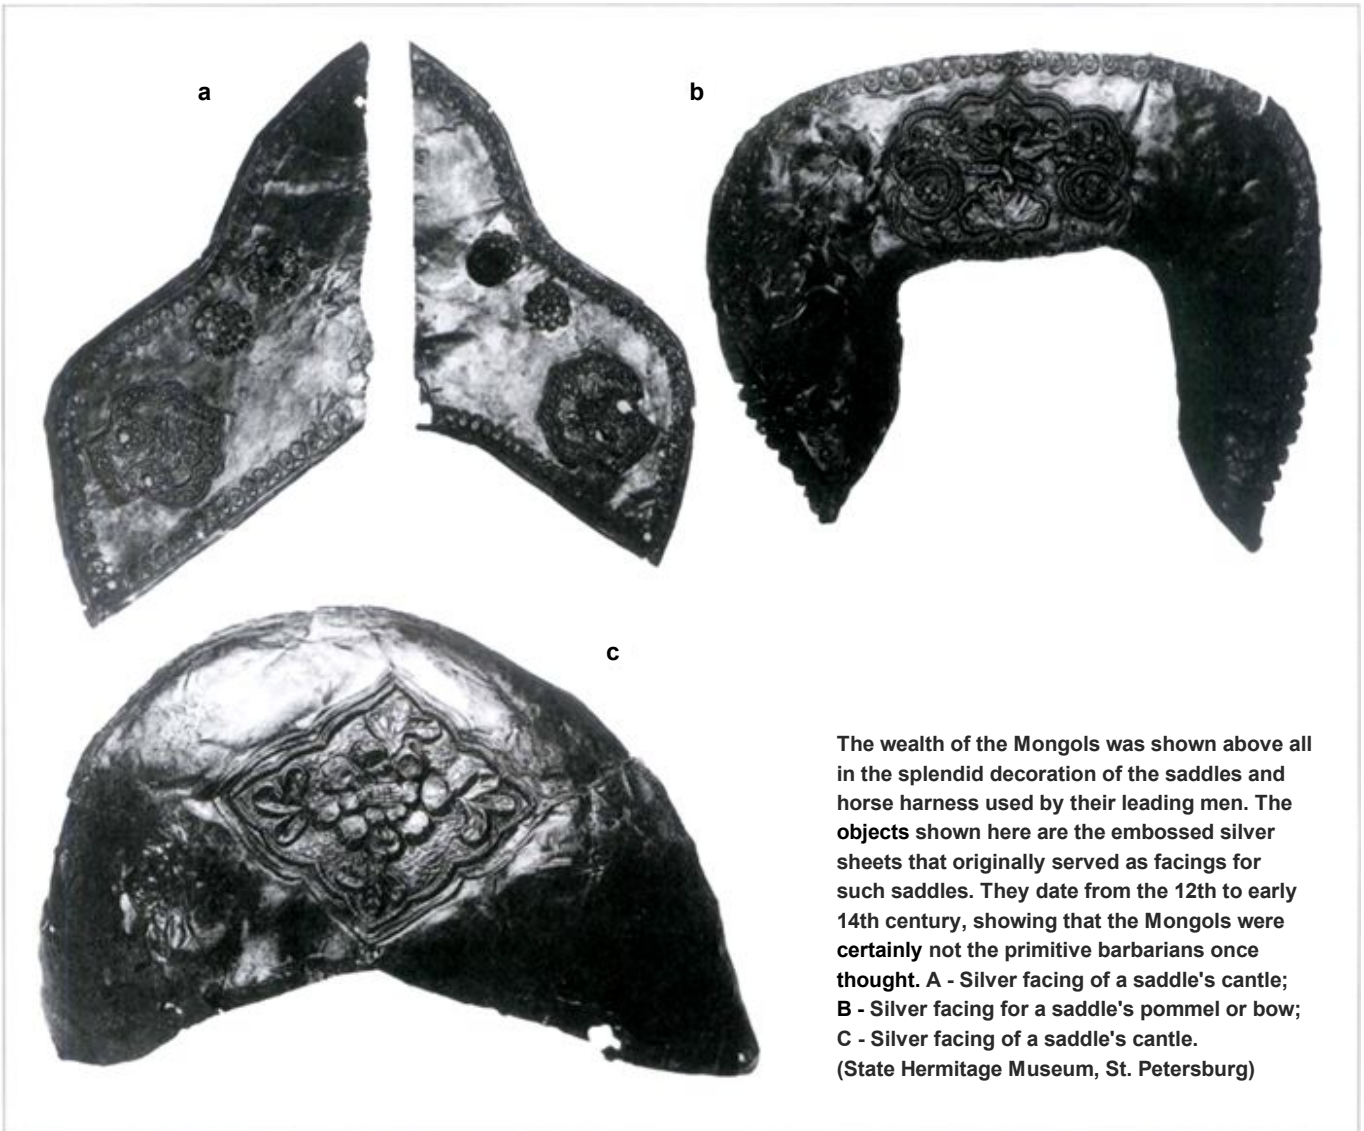 a
b
c
The wealth of the Mongols was shown above all
in the splendid decoration of the saddles and
horse harness used by their leading men. The
objects shown here are the embossed silver
sheets that originally served as facings for
such saddles. They date from the 12th to early
14th century, showing that the Mongols were
certainly not the primitive barbarians once
thought. A - Silver facing of a saddle's cantle;
B - Silver facing for a saddle's pommel or bow;
C - Silver facing of a saddle's cantle.
(State Hermitage Museum, St. Petersburg)